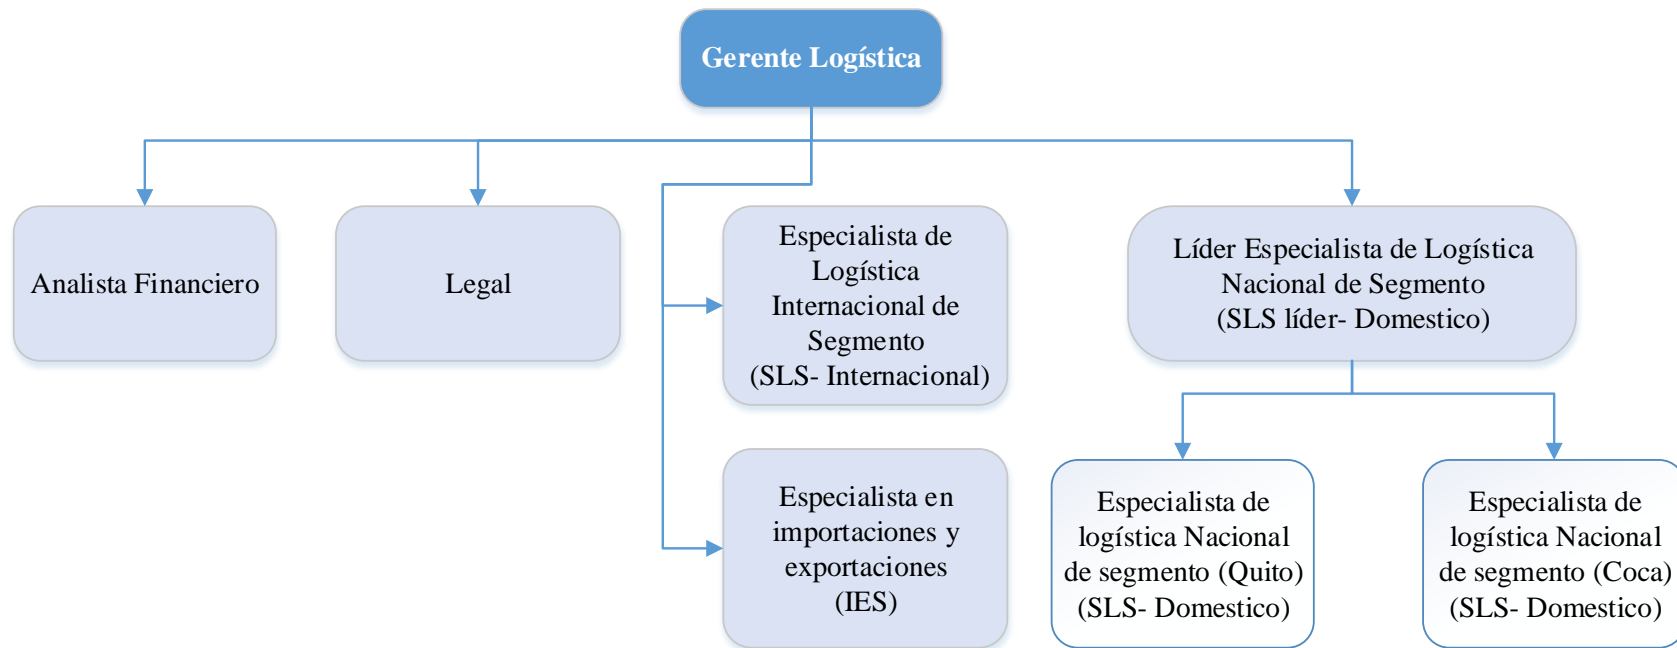 Gerente Logística
Analista Financiero
Legal
Especialista de
Logística
Internacional de
Segmento
(SLS- Internacional)
Especialista en
importaciones y
exportaciones
(IES)
Líder Especialista de Logística
Nacional de Segmento
(SLS líder- Domestico)
Especialista de
logística Nacional
de segmento (Quito)
(SLS- Domestico)
Especialista de
logística Nacional
de segmento (Coca)
(SLS- Domestico)